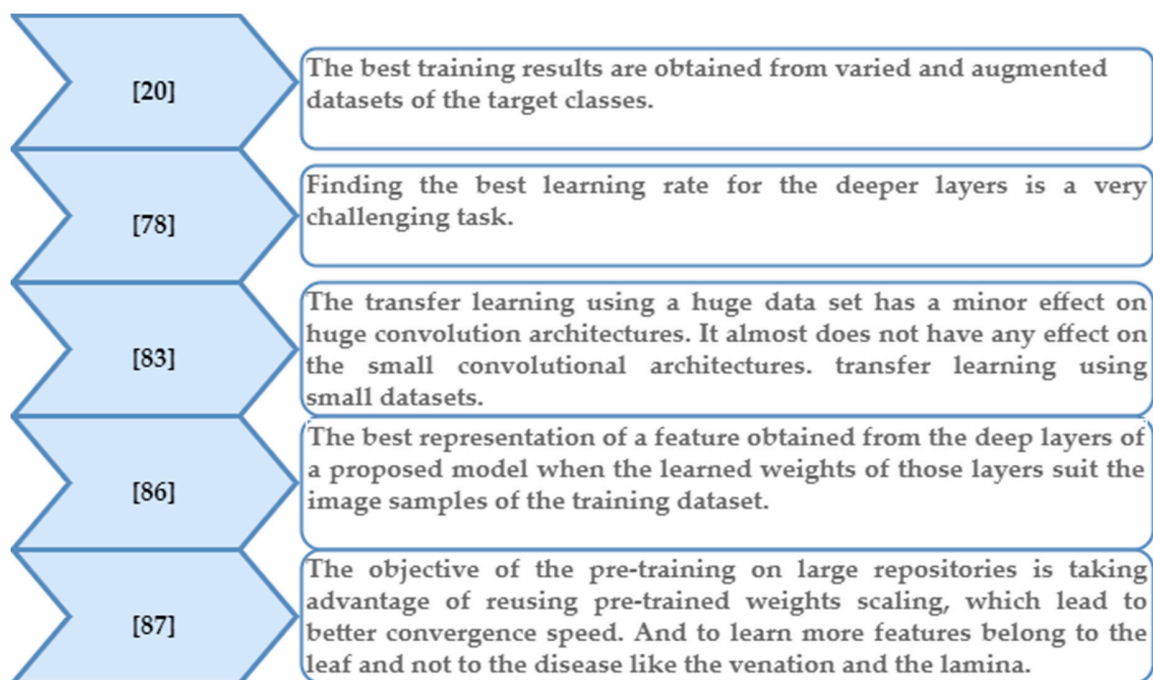 [20]
The best training results are obtained from varied and augmented
datasets of the target classes.
[78]
Finding the best learning rate for the deeper layers is a very
challenging task.
[83]
The transfer learning using a huge data set has a minor effect on
huge convolution architectures. It almost does not have any effect on
the small convolutional architectures. transfer learning using
small datasets.
[86]
The best representation of a feature obtained from the deep layers of
a proposed model when the learned weights of those layers suit the
image samples of the training dataset.
[87]
The objective of the pre-training on large repositories is taking
advantage of reusing pre-trained weights scaling, which lead to
better convergence speed. And to learn more features belong to the
leaf and not to the disease like the venation and the lamina.